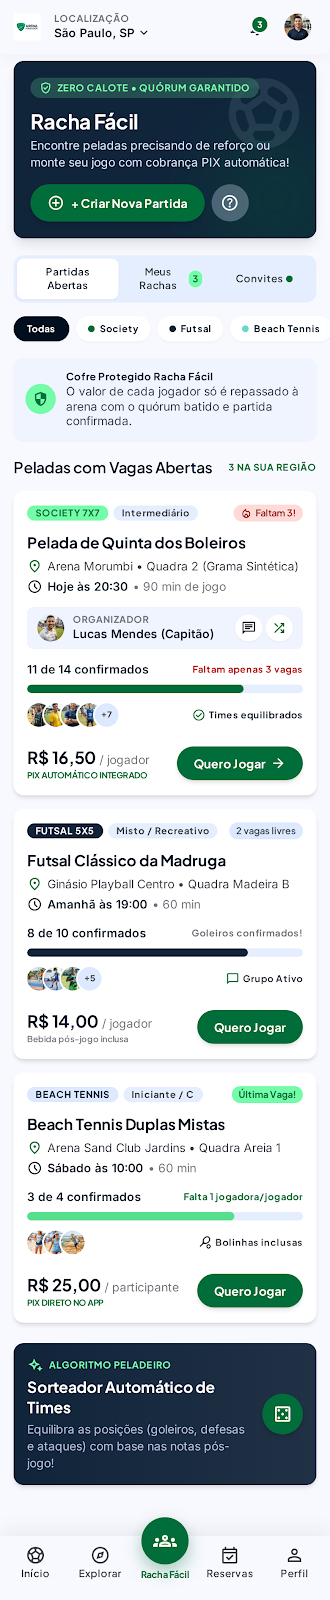 LOCALIZAÇÃO
São Paulo, SP
3
ZERO CALOTE • QUÓRUM GARANTIDO
Racha Fácil
Encontre peladas precisando de reforço ou
monte seu jogo com cobrança PIX automática!
+ Criar Nova Partida
Partidas
Abertas
Meus
Rachas
3
Convites
Todas
Society
Futsal
Beach Tennis
Cofre Protegido Racha Fácil
O valor de cada jogador só é repassado à
arena com o quórum batido e partida
confirmada.
Peladas com Vagas Abertas
3 NA SUA REGIÃO
SOCIETY 7X7
Intermediário
Faltam 3!
Pelada de Quinta dos Boleiros
Arena Morumbi • Quadra 2 (Grama Sintética)
Hoje às 20:30 • 90 min de jogo
ORGANIZADOR
Lucas Mendes (Capitão)
11 de 14 confirmados
Faltam apenas 3 vagas
+7
Times equilibrados
R$ 16,50 / jogador
PIX AUTOMÁTICO INTEGRADO
Quero Jogar →
FUTSAL 5X5
Misto / Recreativo
2 vagas livres
Futsal Clássico da Madruga
Ginásio Playball Centro • Quadra Madeira B
Amanhã às 19:00 • 60 min
8 de 10 confirmados
Goleiros confirmados!
+5
Grupo Ativo
R$ 14,00 / jogador
Bebida pós-jogo inclusa
Quero Jogar
BEACH TENNIS
Iniciante / C
Última Vaga!
Beach Tennis Duplas Mistas
Arena Sand Club Jardins • Quadra Areia 1
Sábado às 10:00 • 60 min
3 de 4 confirmados
Falta 1 jogadora/jogador
Bolinhas inclusas
R$ 25,00 / participante
PIX DIRETO NO APP
Quero Jogar
ALGORITMO PELADEIRO
Sorteador Automático de
Times
Equilibra as posições (goleiros, defesas
e ataques) com base nas notas pós-
jogo!
Início
Explorar
Racha Fácil
Reservas
Perfil